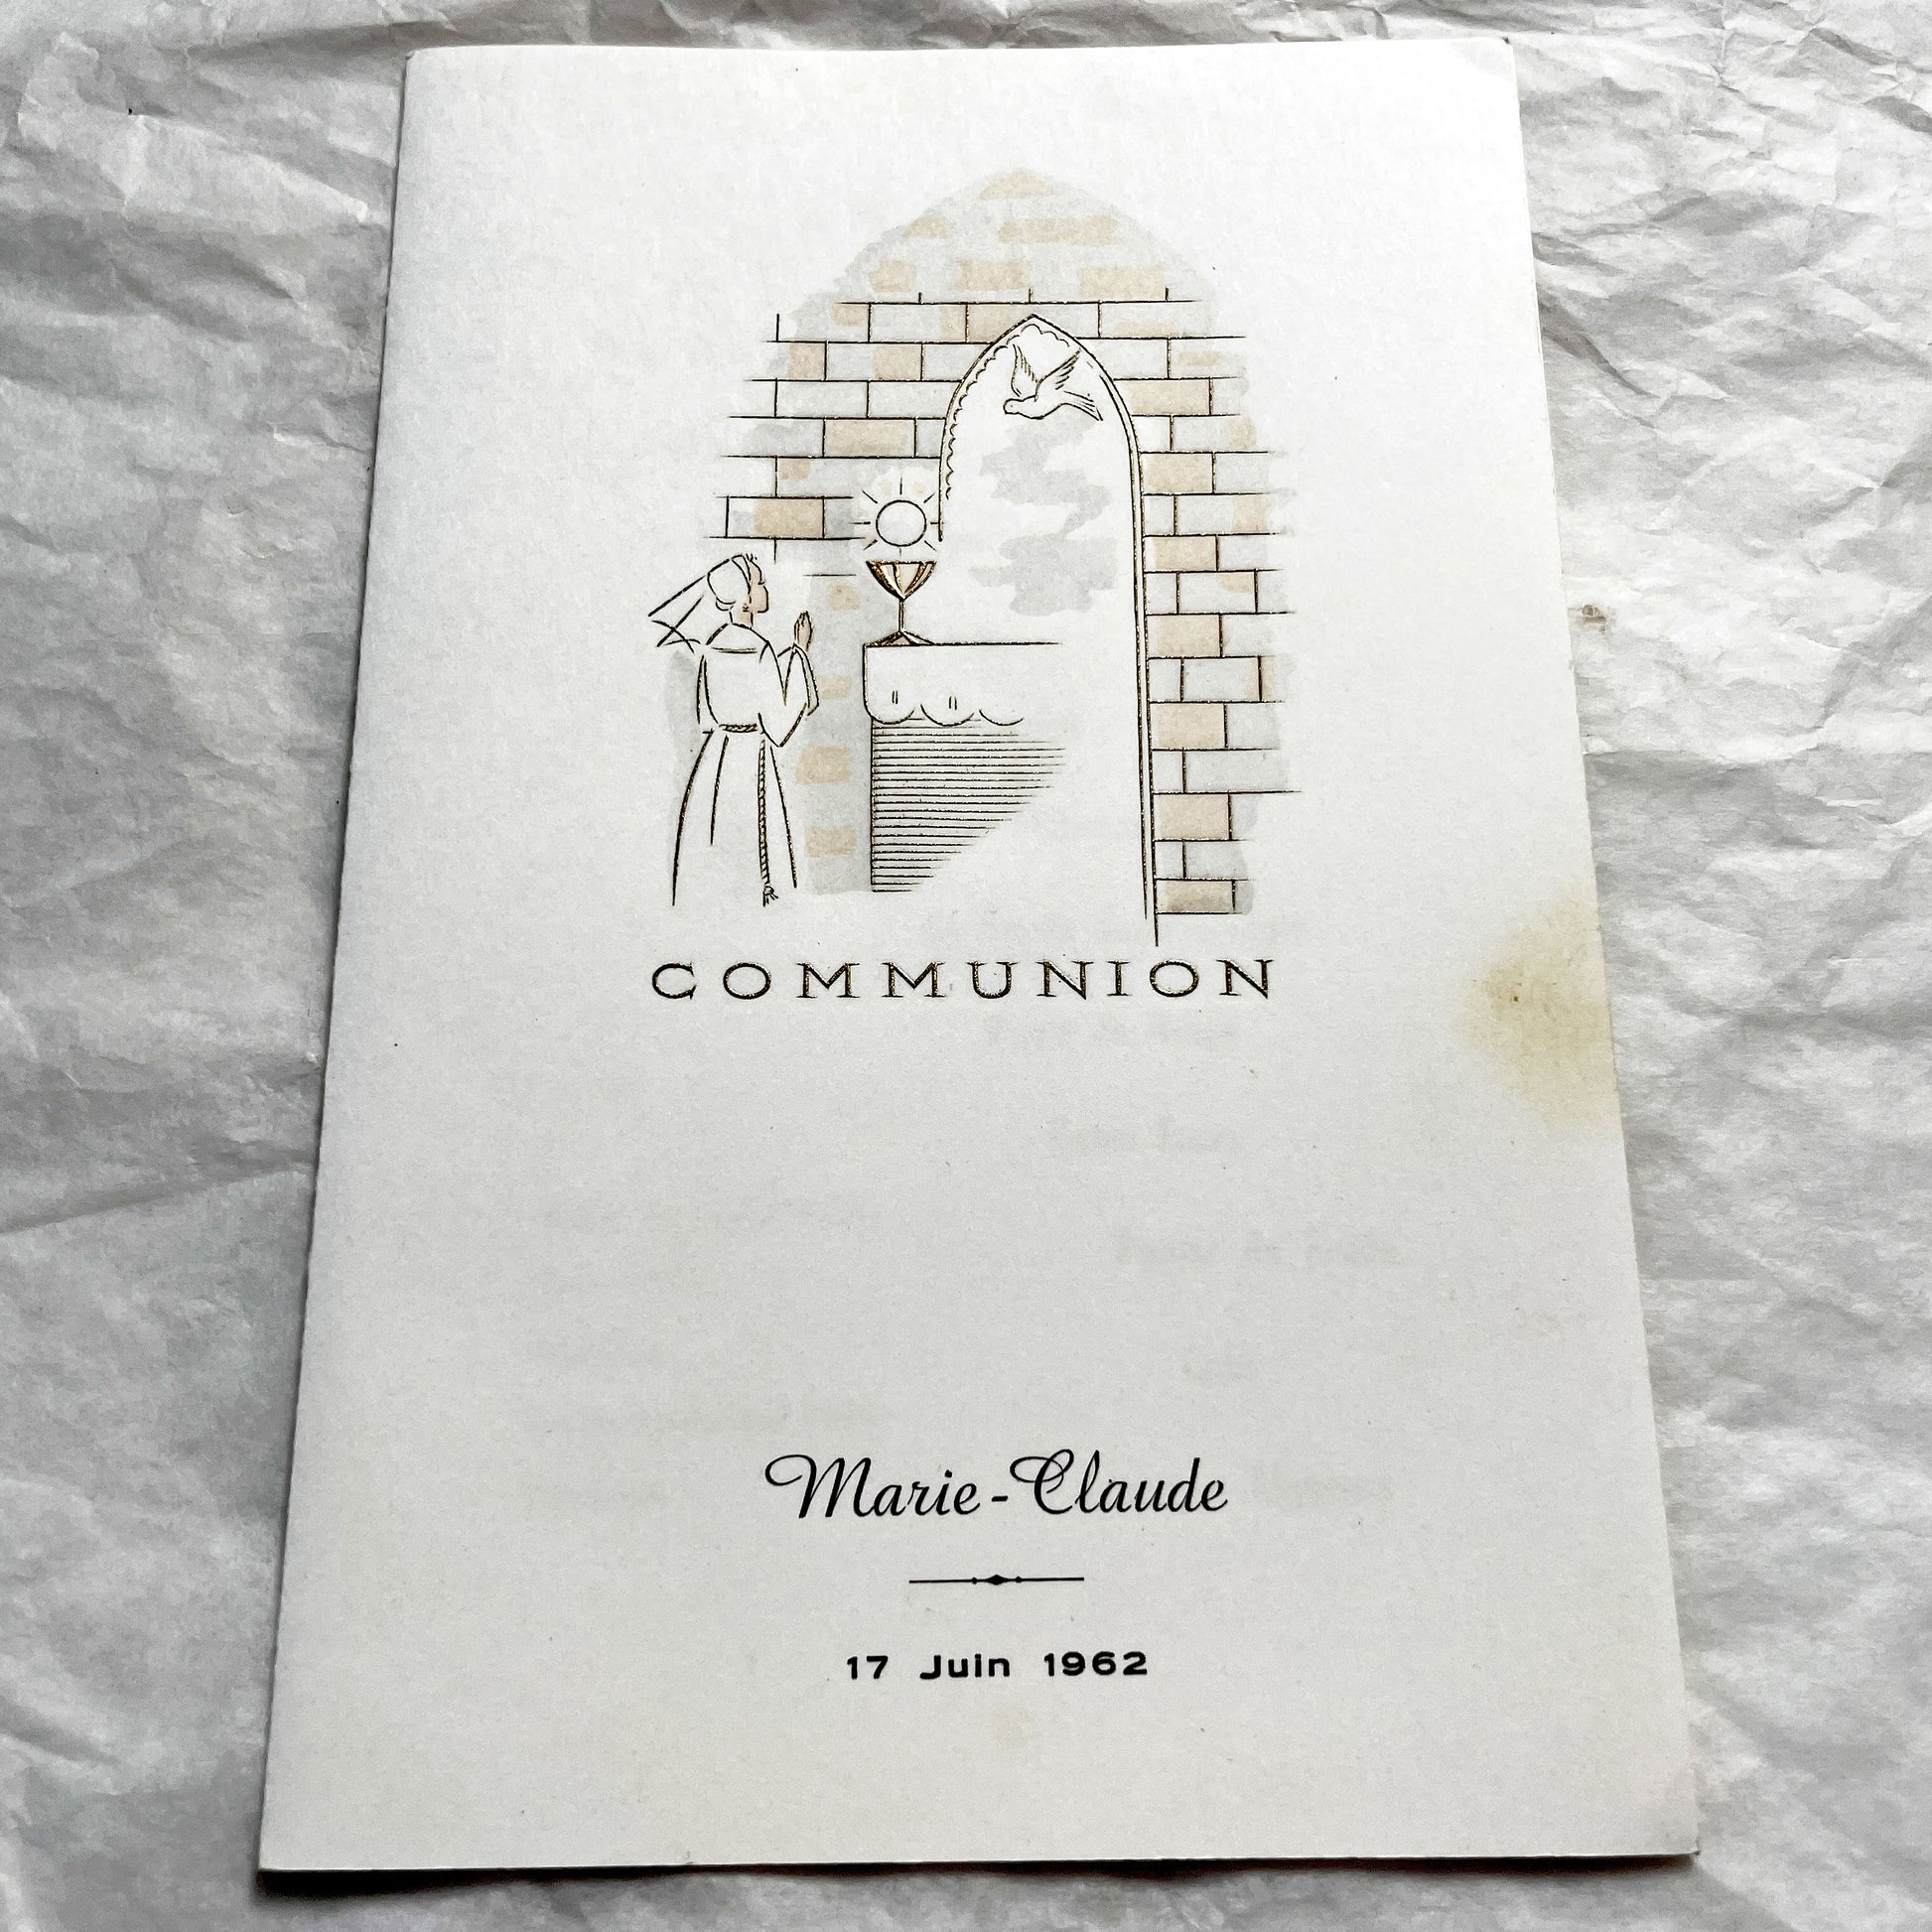 COMMUNION
Marie-Claude
17 Juin 1962